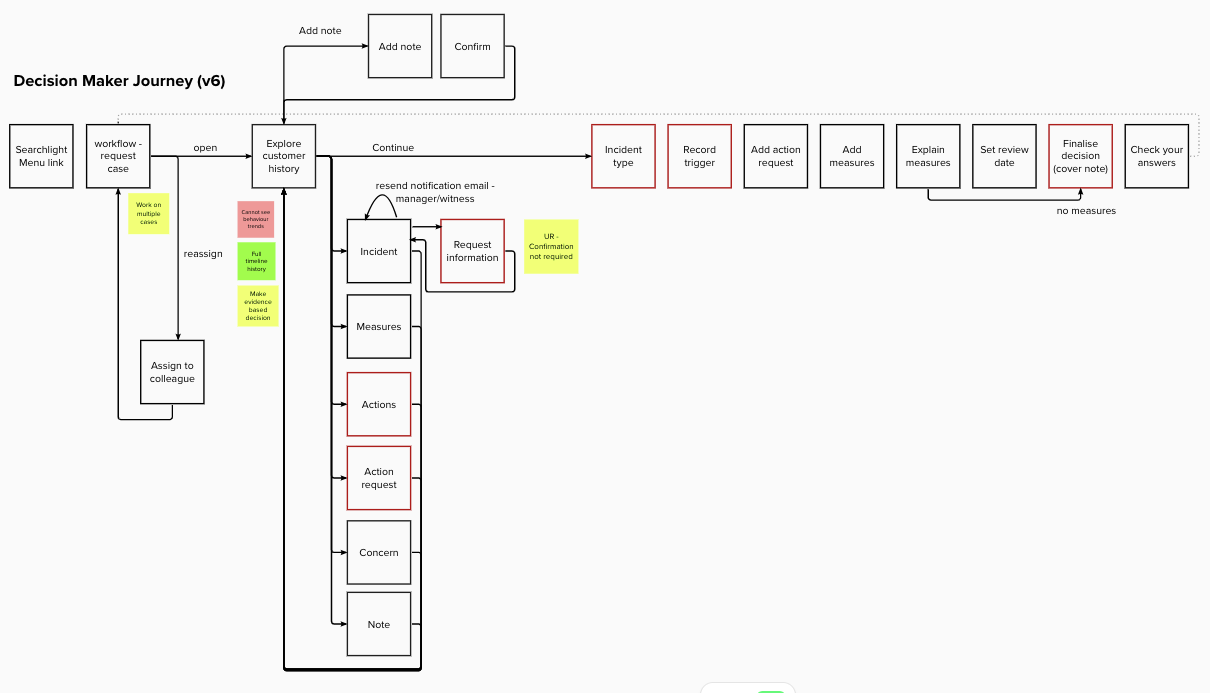 Add note
Add note
Confirm
Decision Maker Journey (v6)
Searchlight
Menu link
workflow -
request
case
open
Explore
customer
history
Continue
Incident
type
Record
trigger
Add action
request
Add
measures
Explain
measures
Set review
date
Finalise
decision
(cover note)
Check your
answers
no measures
Work on
multiple
cases
reassign
Assign to
colleague
Cannot see
behaviour
trends
Full
timeline
history
Make
evidence
based
decision
resend notification email -
manager/witness
Incident
Request
information
UR -
Confirmation
not required
Measures
Actions
Action
request
Concern
Note